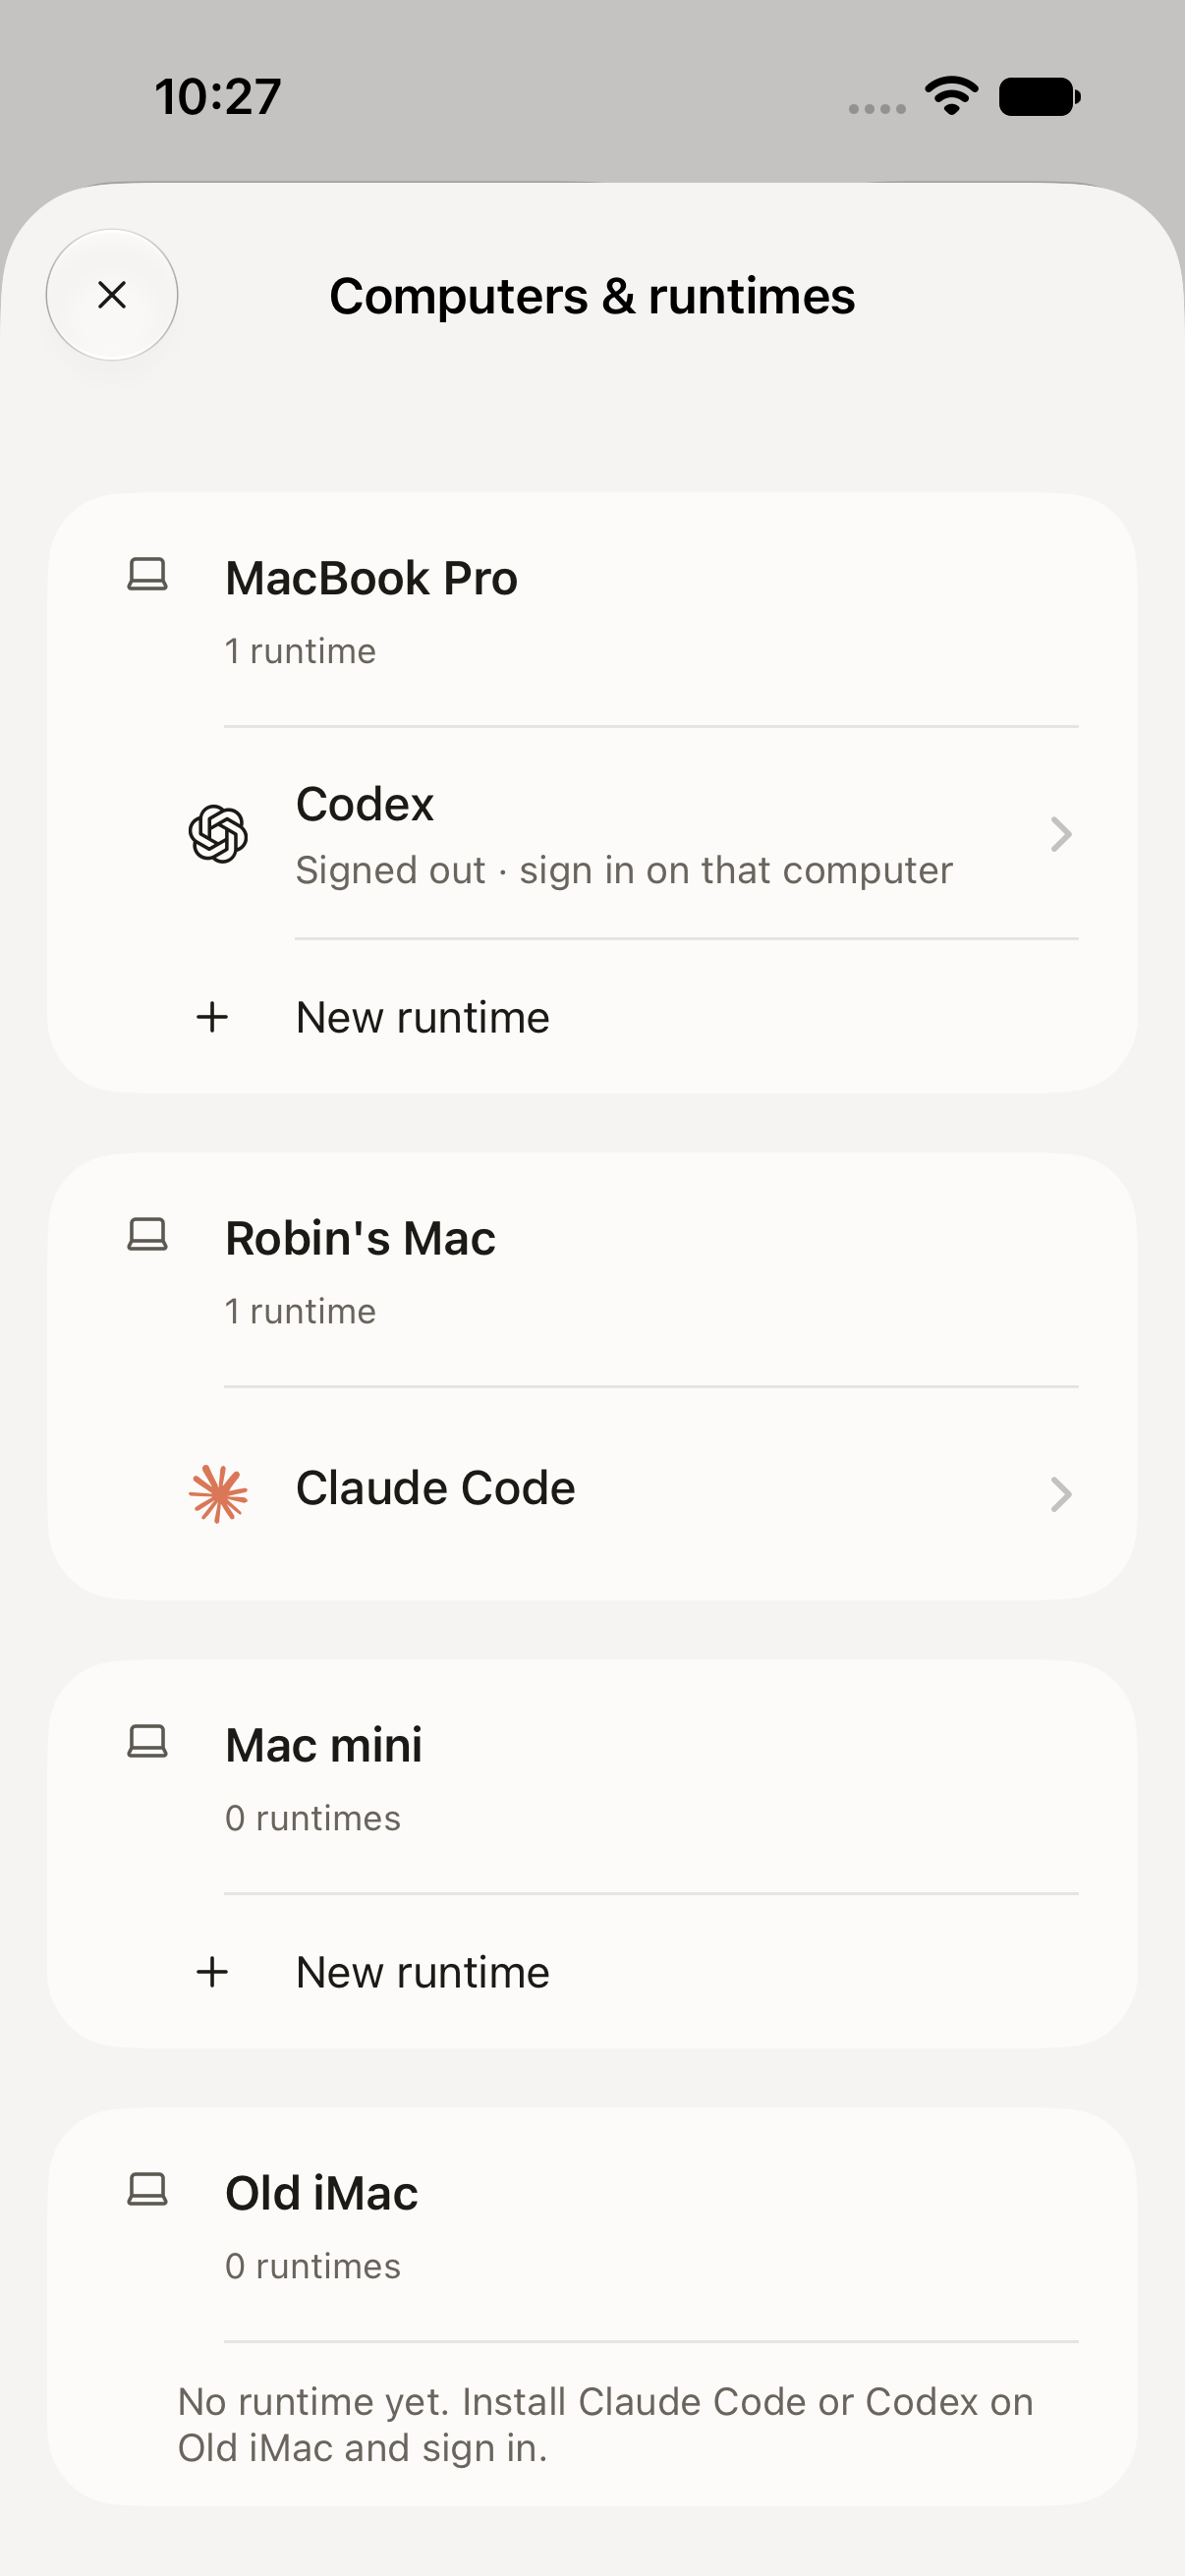 10:27
Computers & runtimes
MacBook Pro
1 runtime
Codex
Signed out · sign in on that computer
New runtime
Robin's Mac
1 runtime
Claude Code
Mac mini
0 runtimes
New runtime
Old iMac
0 runtimes
No runtime yet. Install Claude Code or Codex on
Old iMac and sign in.